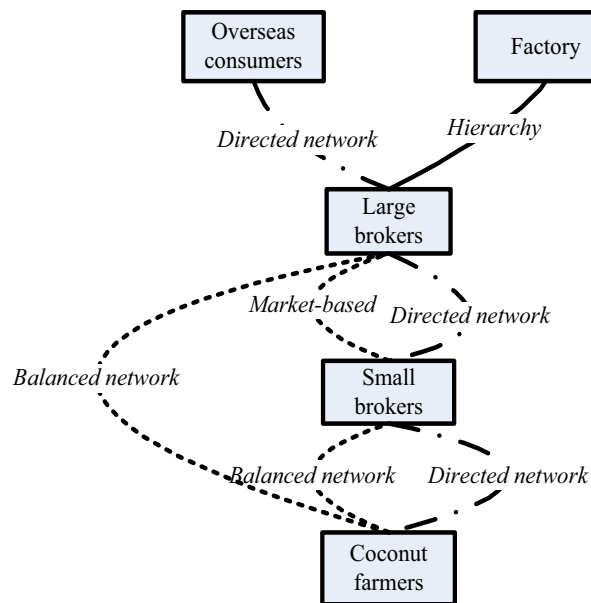 Overseas
consumers
Factory
Hierarchy
Directed network
Large
brokers
Market-based
Directed network
Balanced network
Small
brokers
Balanced network
Directed network
Coconut
farmers